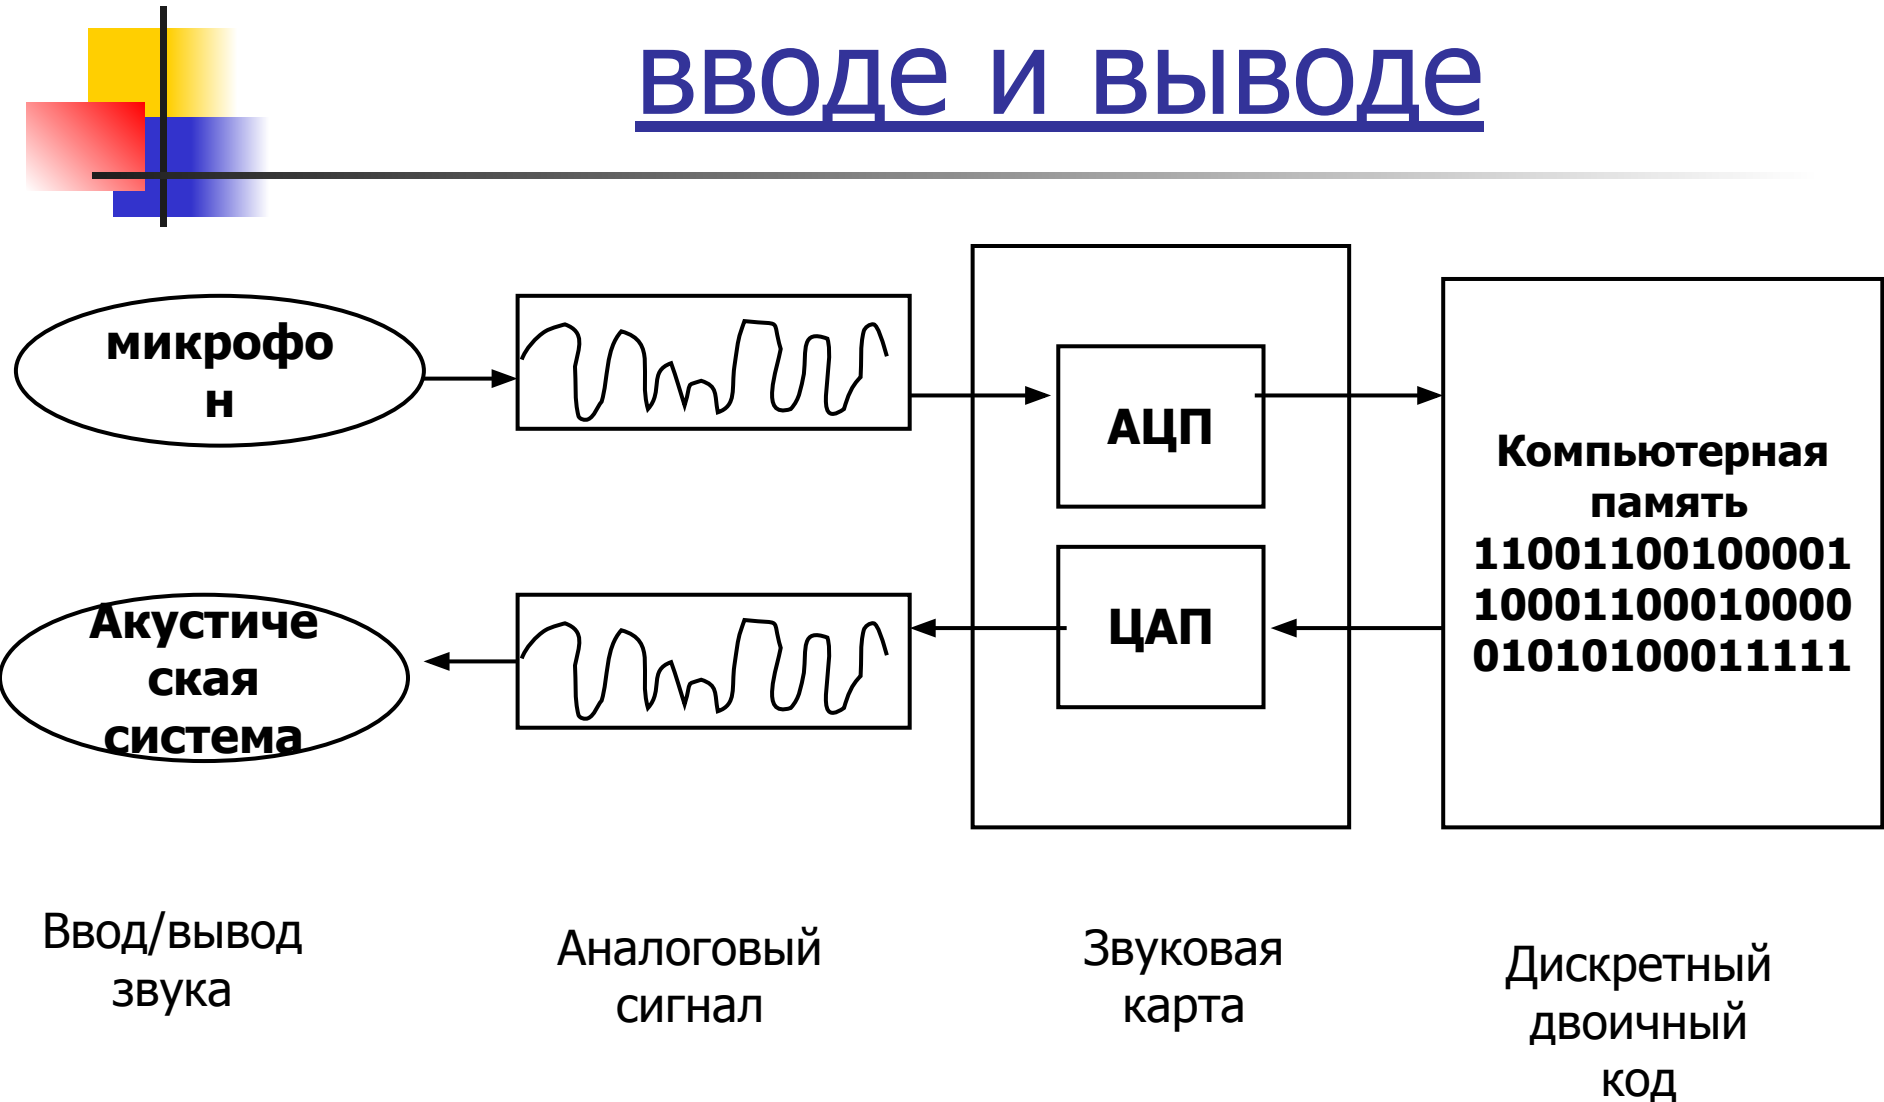 вводе и выводе
микрофо
н
АЦП
Компьютерная
память
11001100100001
10001100010000
01010100011111
Акустиче
ская
система
ЦАП
Ввод/вывод
звука
Аналоговый
сигнал
Звуковая
карта
Дискретный
двоичный
код